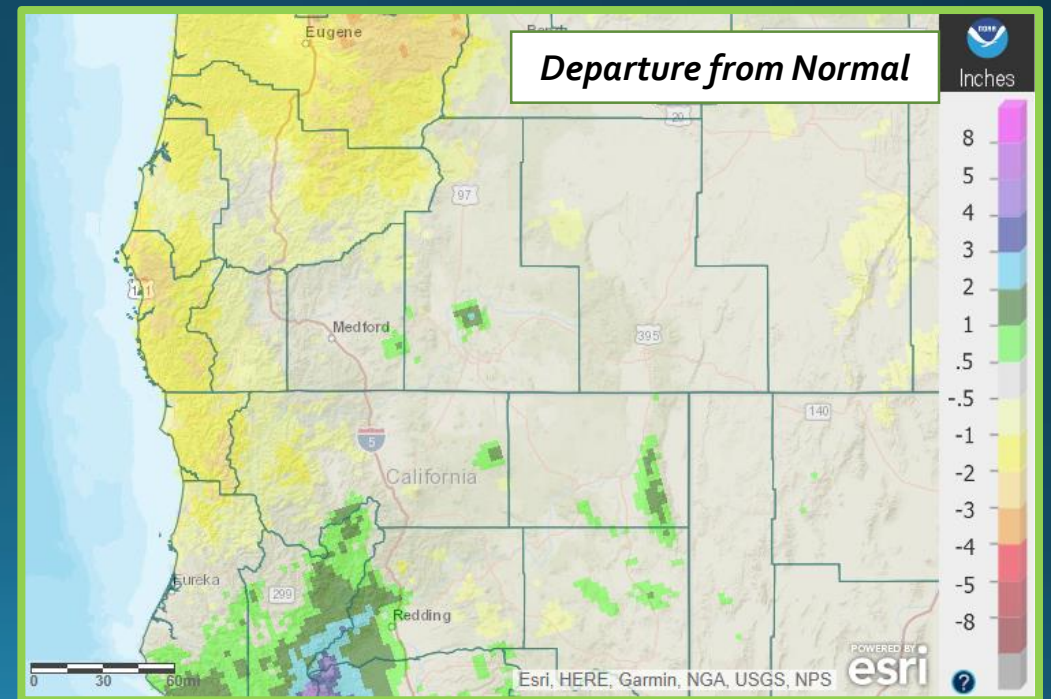 Departure from Normal
noaa
Inches
8
5
4
3
2
1
.5
-.5
-1
-2
-3
-4
-5
-8
?
Eugene
20
97
Medford
395
140
5
California
Eureka
299
Redding
0 30 60mi
Esri, HERE, Garmin, NGA, USGS, NPS
POWERED BY
esri